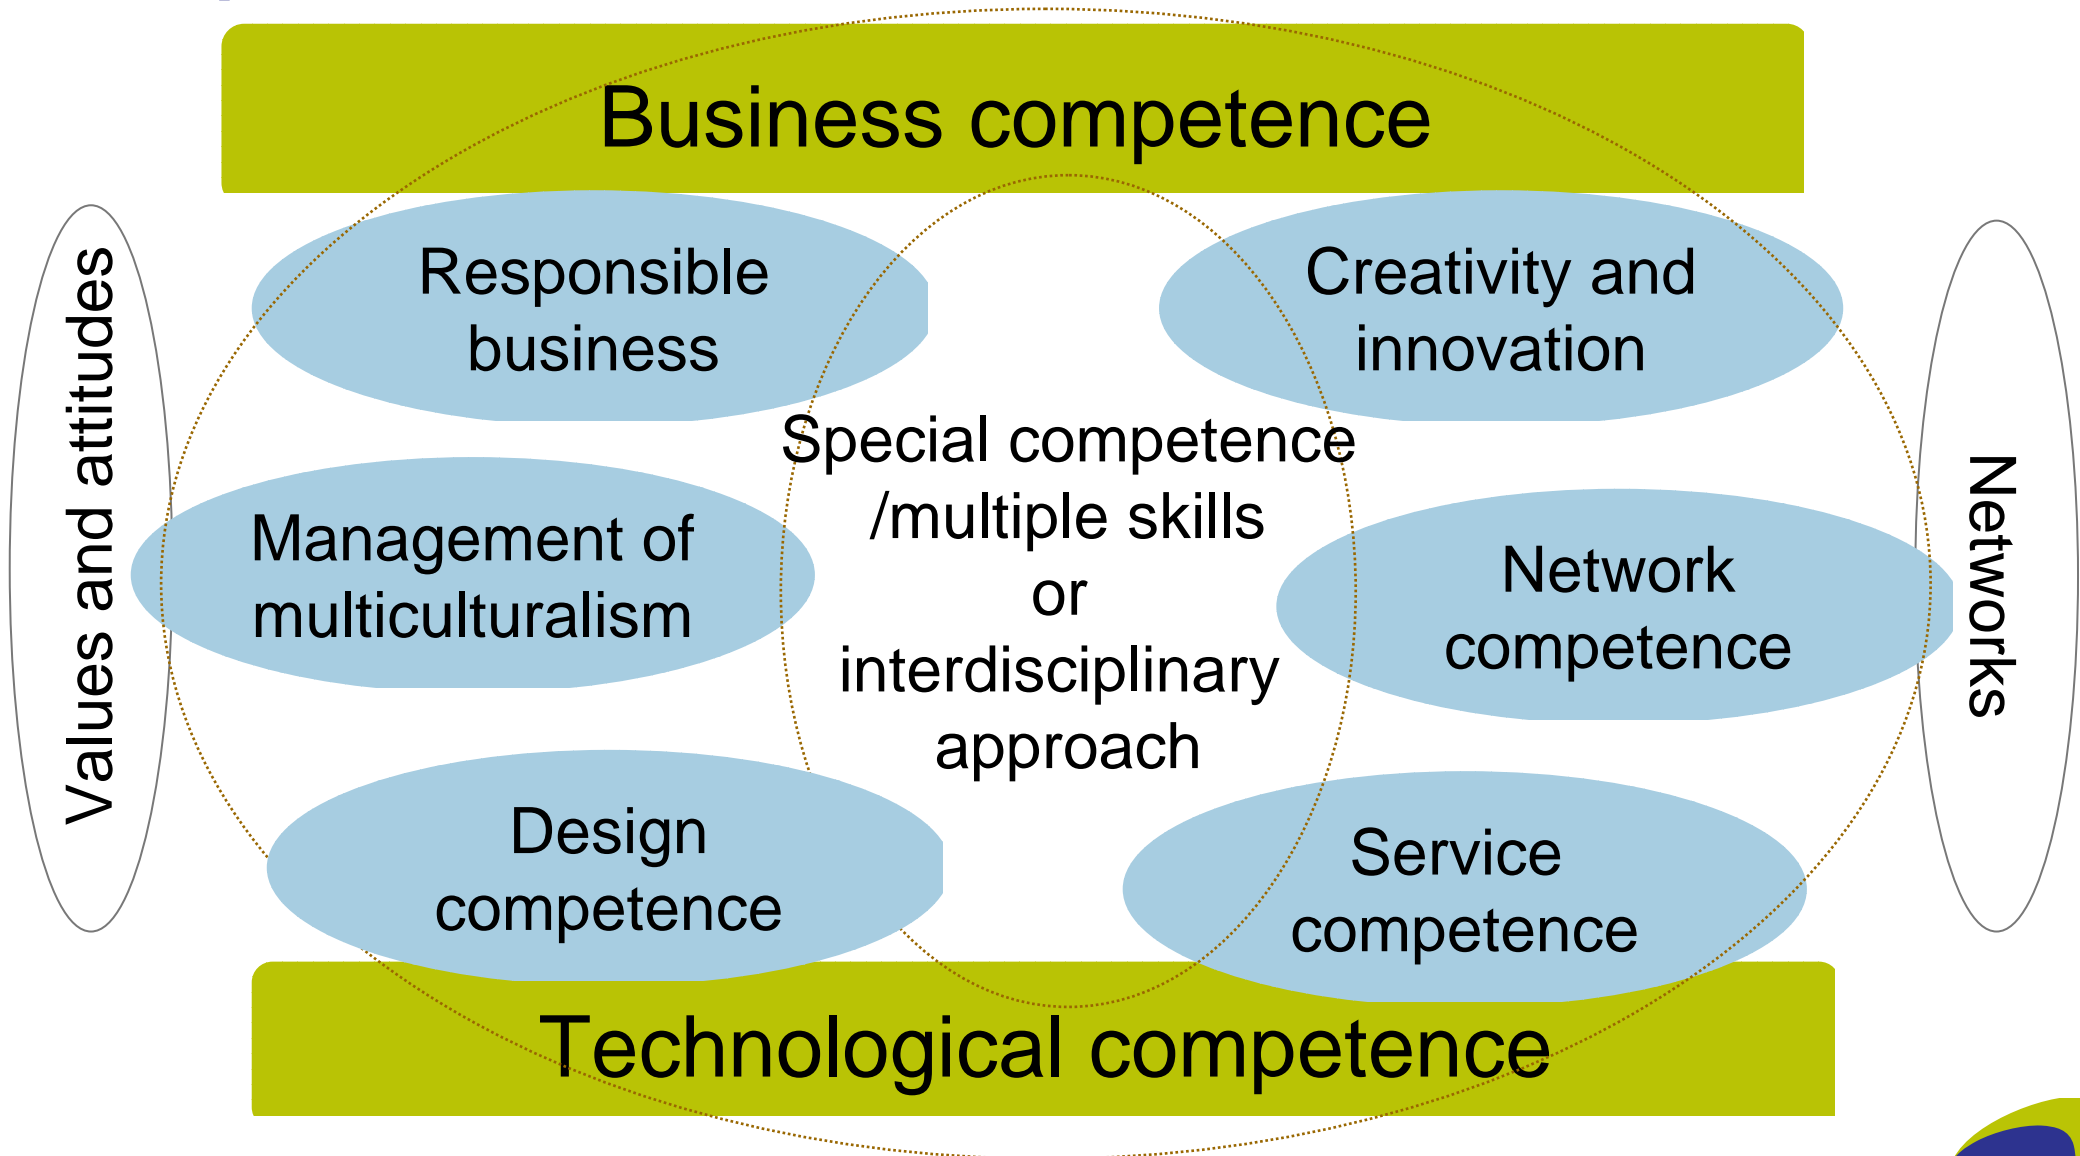 Business competence
Responsible
business
Creativity and
innovation
Values and attitudes
Special competence
/multiple skills
or
interdisciplinary
approach
Management of
multiculturalism
Network
competence
Networks
Design
competence
Service
competence
Technological competence